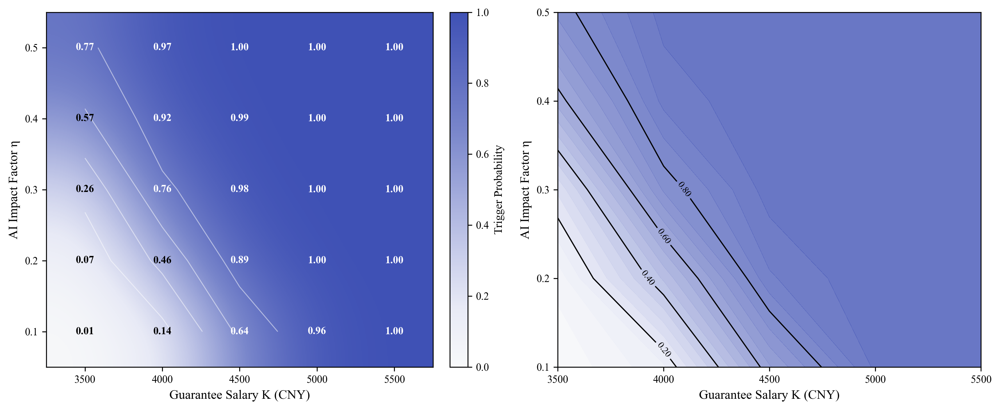 0.5
0.4
0.3
0.2
0.1
AI Impact Factor η
0.77 0.97 1.00 1.00 1.00
0.57 0.92 0.99 1.00 1.00
0.26 0.76 0.98 1.00 1.00
0.07 0.46 0.89 1.00 1.00
0.01 0.14 0.64 0.96 1.00
3500 4000 4500 5000 5500
Guarantee Salary K (CNY)
1.0
0.8
0.6
0.4
0.2
0.0
Trigger Probability
0.5
0.4
0.3
0.2
0.1
AI Impact Factor η
0.80
0.60
0.40
0.20
3500 4000 4500 5000 5500
Guarantee Salary K (CNY)